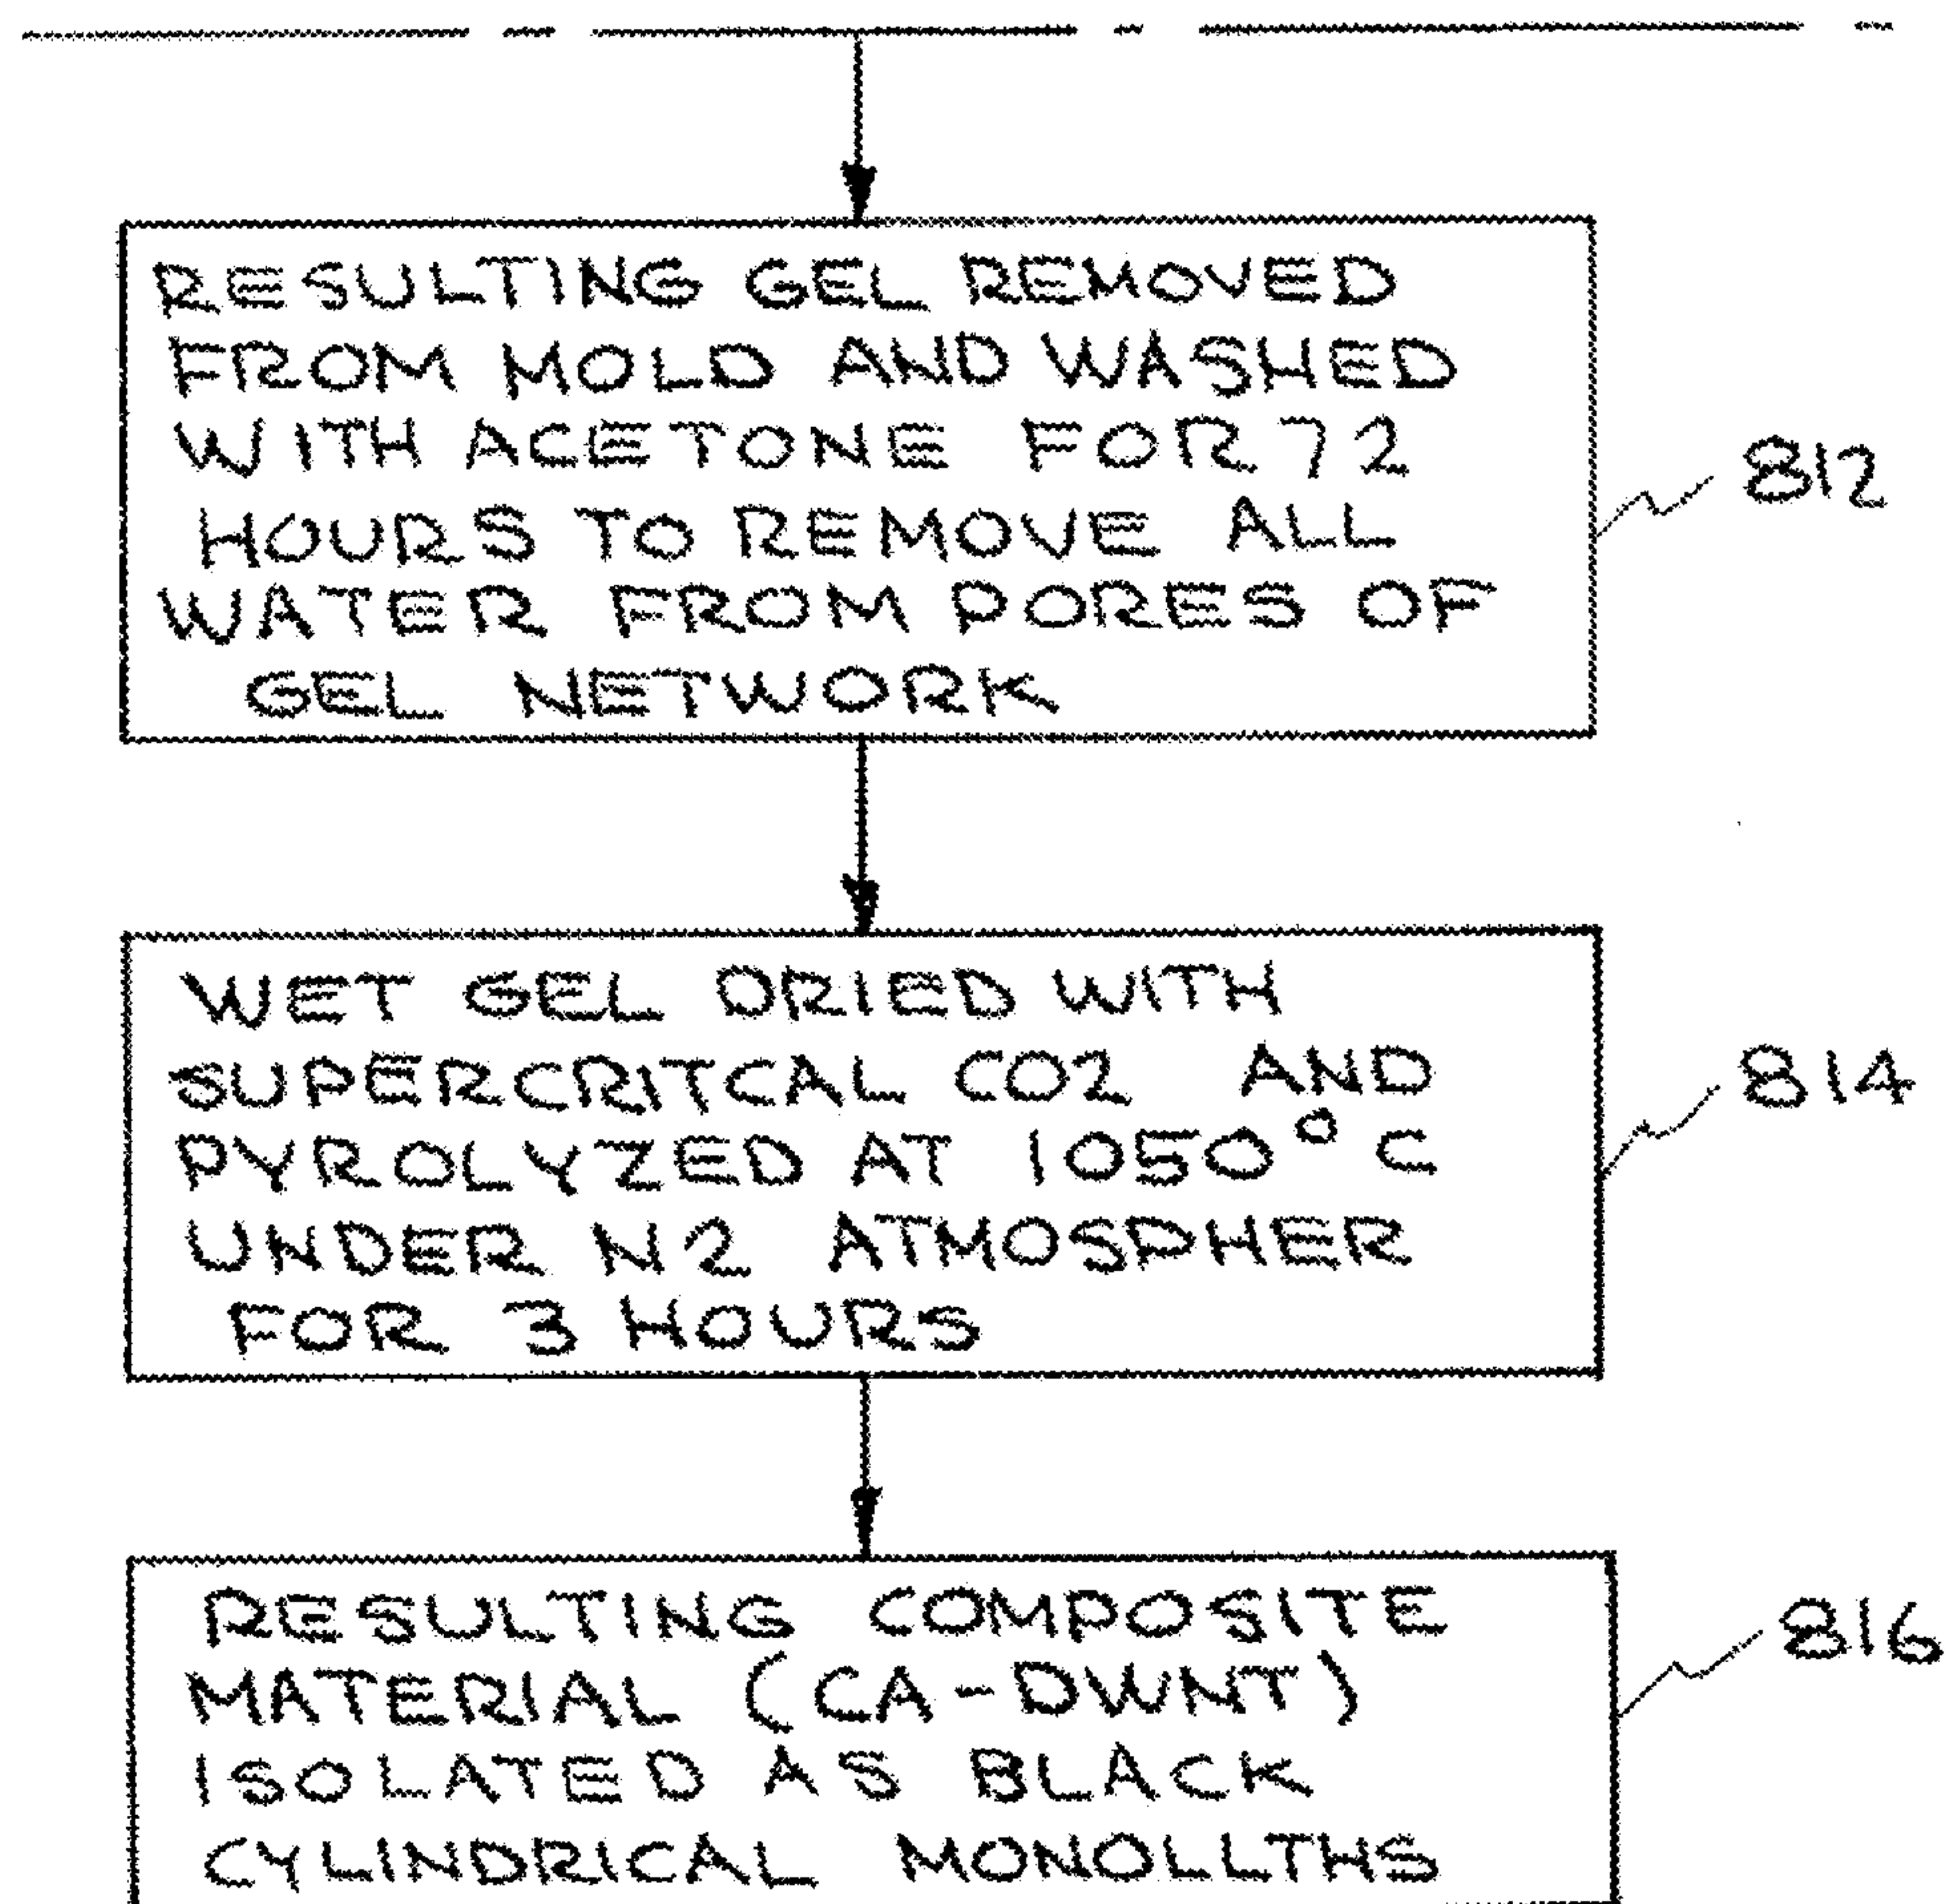 RESULTING GEL REMOVED
FROM MOLD AND WASHED
WITH ACETONE FOR 72
HOURS TO REMOVE ALL
WATER FROM PORES OF
GEL NETWORK
812
WET GEL DRIED WITH
SUPERCRITCAL CO2 AND
PYROLYZED AT 1050° C
UNDER N2 ATMOSPHER
FOR 3 HOURS
814
RESULTING COMPOSITE
MATERIAL (CA-DWNT)
ISOLATED AS BLACK
CYLINDRICAL MONOLLTHS
816